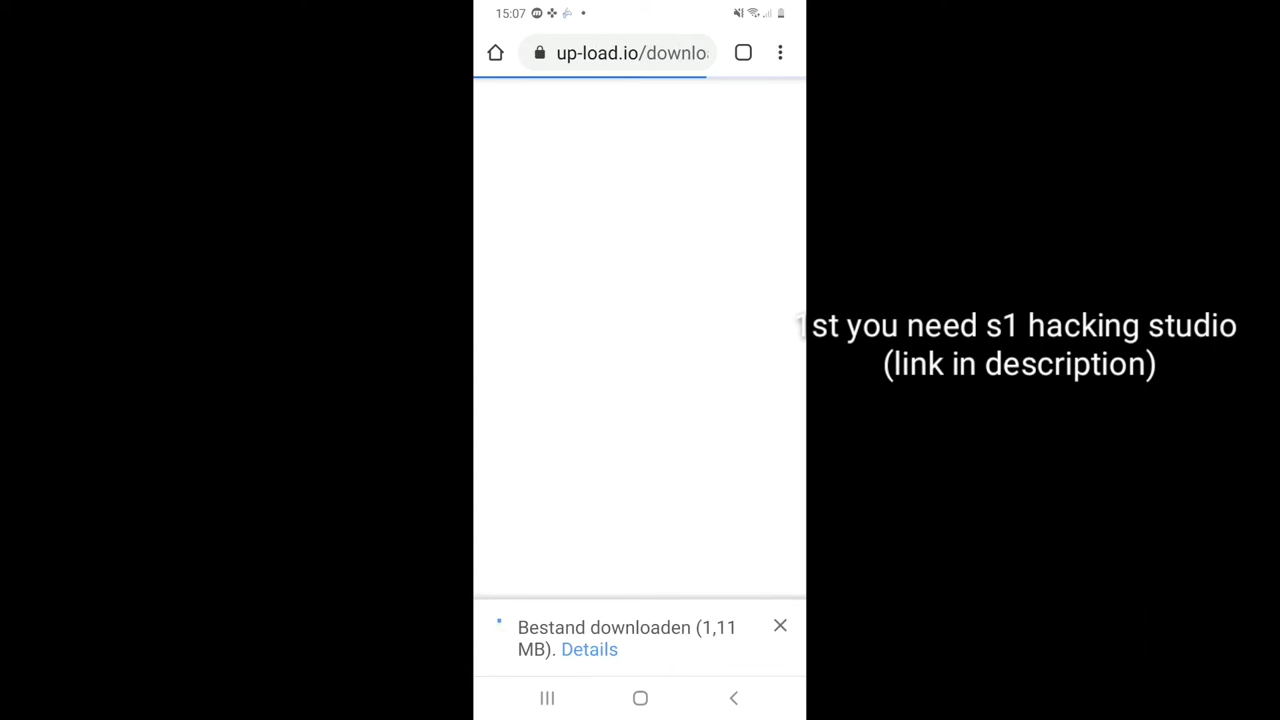 15:07
up-load.io/downlo
1st you need s1 hacking studio
(link in description)
Bestand downloaden (1,11
MB). Details